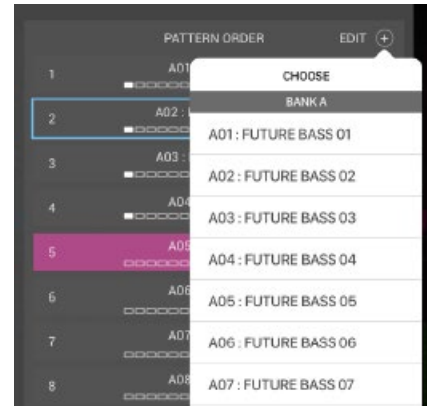 PATTERN ORDER EDIT +
1 A01
2 A02 :
3 A03 :
4 A04
5 A05
6 A06
7 A07
8 A08
CHOOSE
BANK A
A01 : FUTURE BASS 01
A02 : FUTURE BASS 02
A03 : FUTURE BASS 03
A04 : FUTURE BASS 04
A05 : FUTURE BASS 05
A06 : FUTURE BASS 06
A07 : FUTURE BASS 07